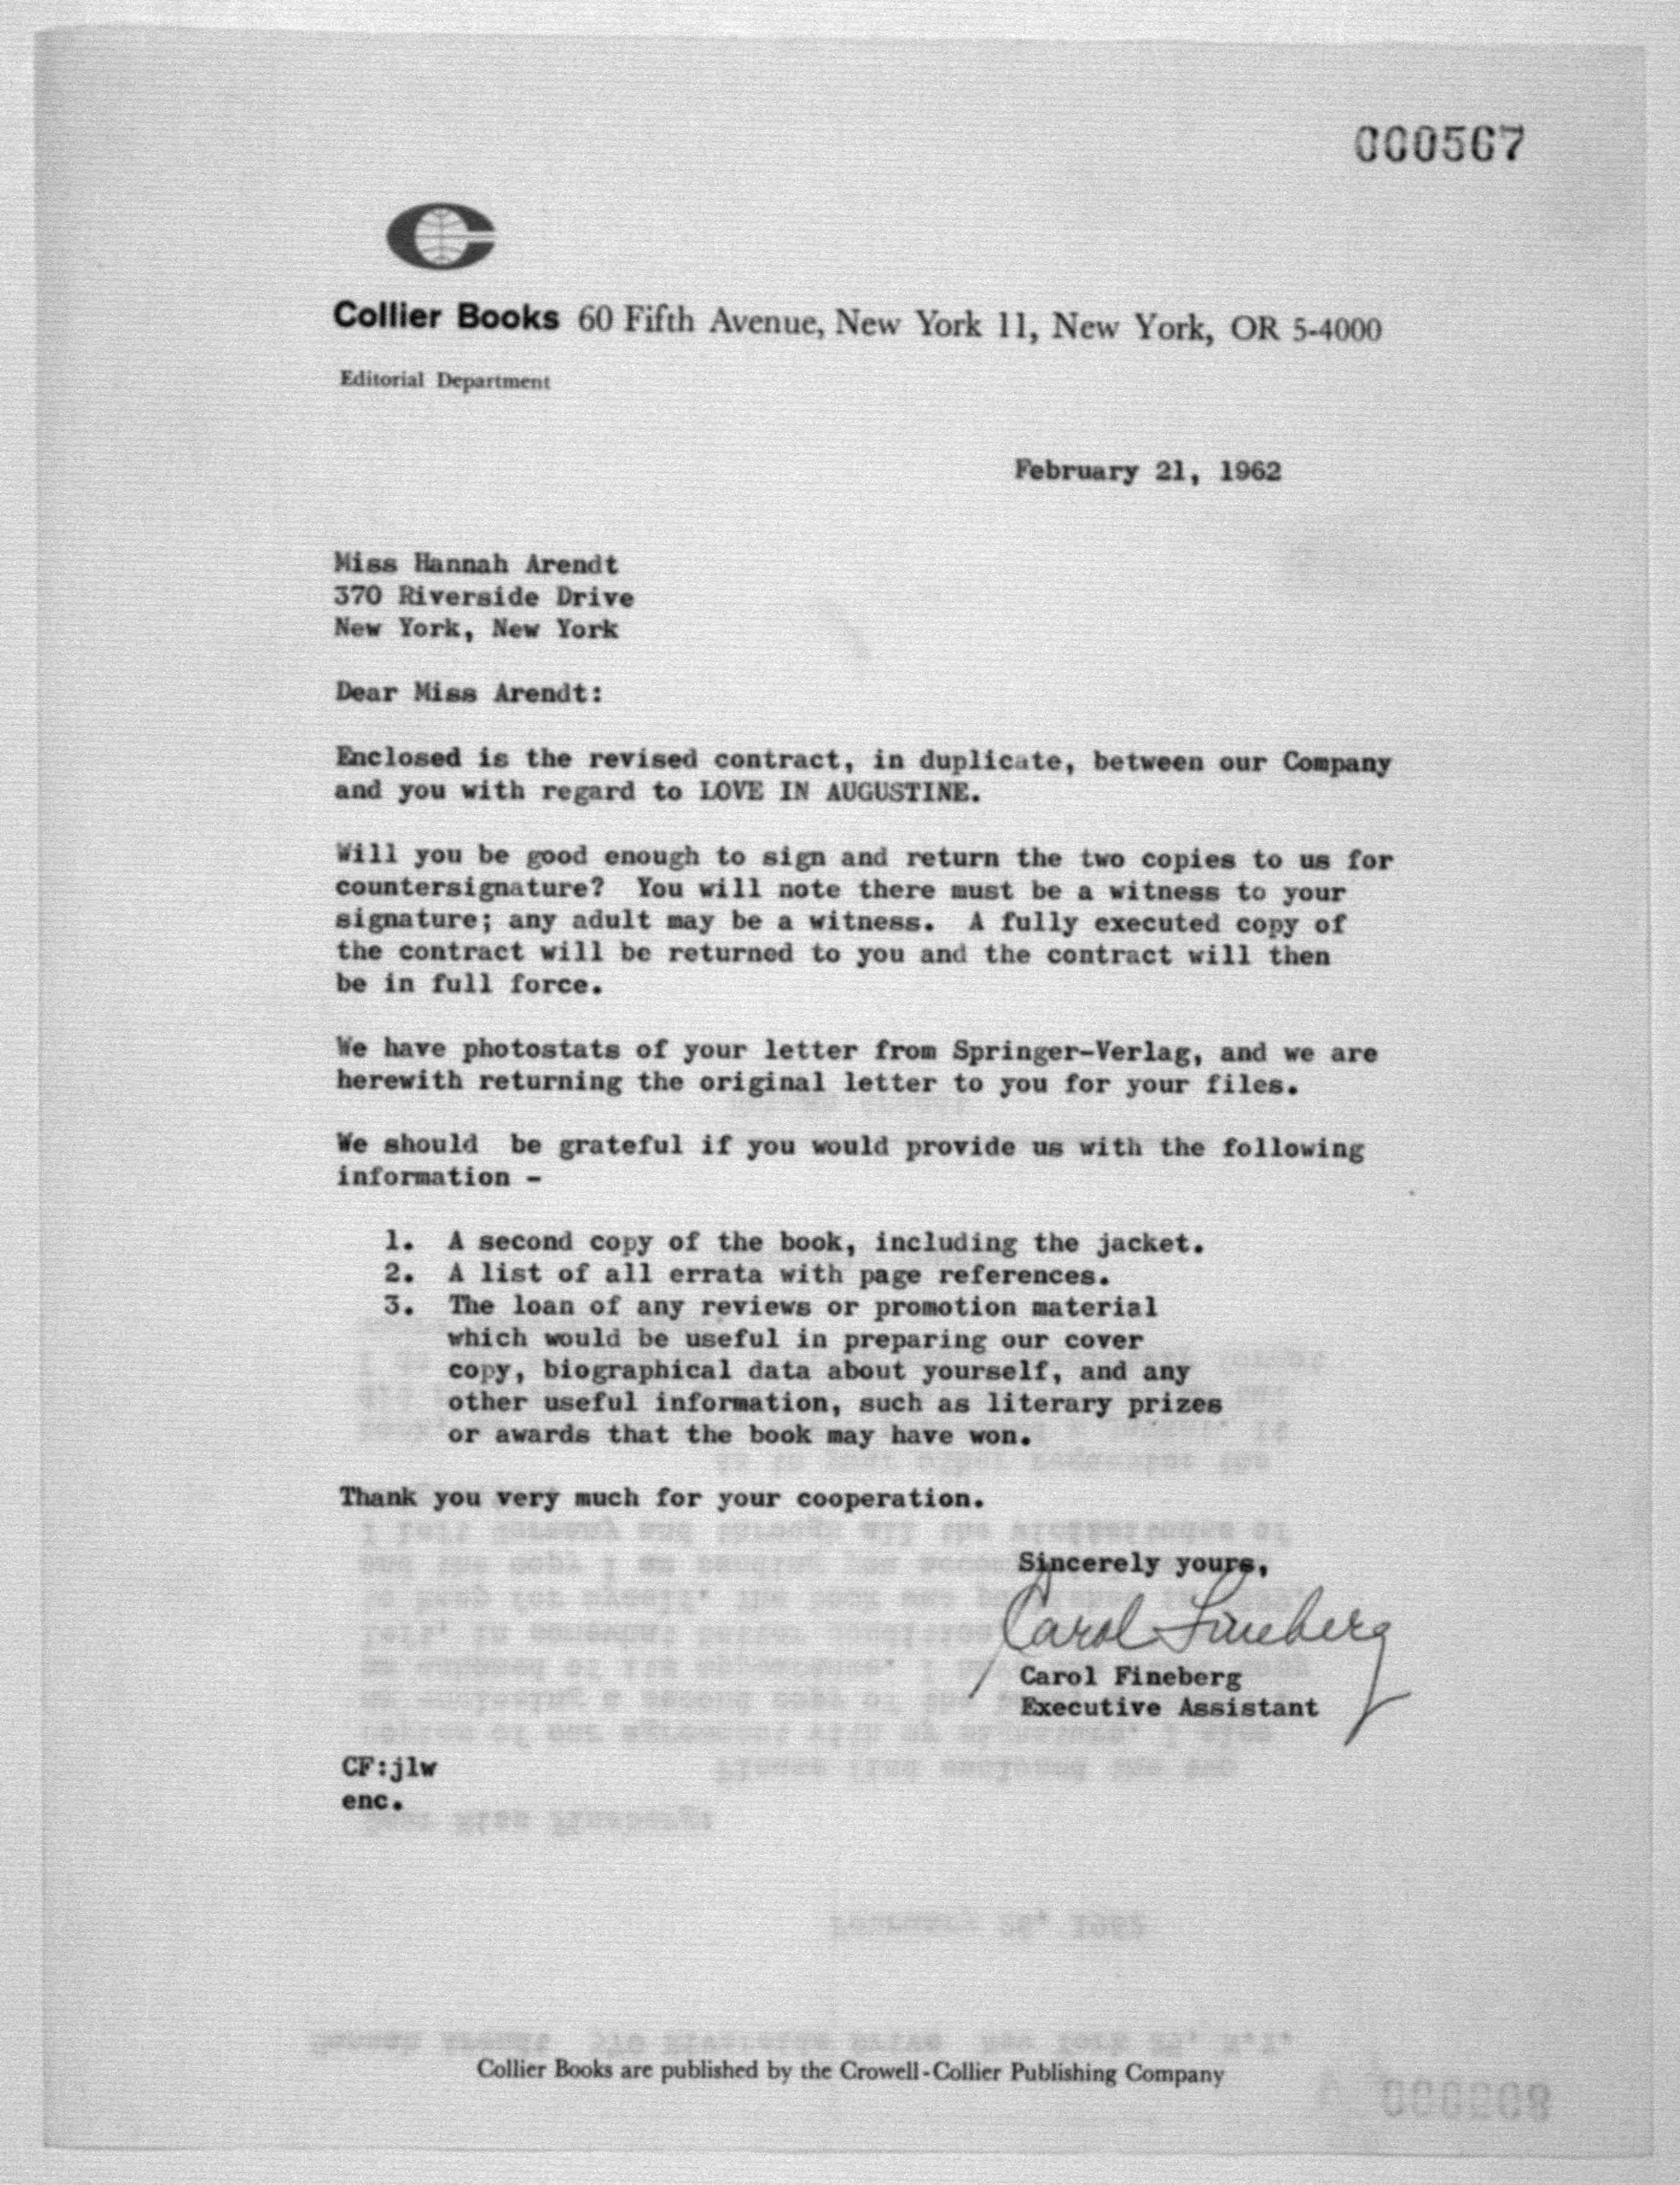 000567
Collier Books 60 Fifth Avenue, New York 11, New York, OR 5-4000
Editorial Department
February 21, 1962
Miss Hannah Arendt
370 Riverside Drive
New York, New York
Dear Miss Arendt:
Enclosed is the revised contract, in duplicate, between our Company
and you with regard to LOVE IN AUGUSTINE.
Will you be good enough to sign and return the two copies to us for
countersignature? You will note there must be a witness to your
signature; any adult may be a witness. A fully executed copy of
the contract will be returned to you and the contract will then
be in full force.
We have photostats of your letter from Springer-Verlag, and we are
herewith returning the original letter to you for your files.
We should be grateful if you would provide us with the following
information -
1. A second copy of the book, including the jacket.
2. A list of all errata with page references.
3. The loan of any reviews or promotion material
which would be useful in preparing our cover
copy, biographical data about yourself, and any
other useful information, such as literary prizes
or awards that the book may have won.
Thank you very much for your cooperation.
Sincerely yours,
Carol Fineberg
Carol Fineberg
Executive Assistant
CF:jlw
enc.
Collier Books are published by the Crowell-Collier Publishing Company